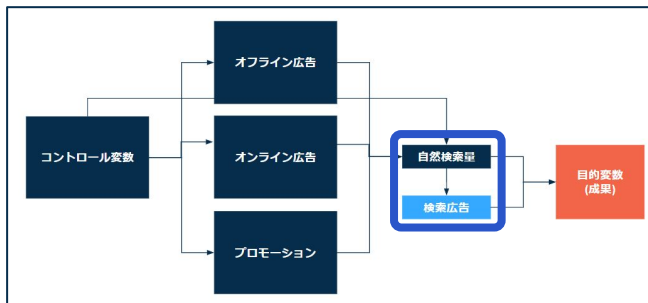 オフライン広告
コントロール変数
オンライン広告
プロモーション
自然検索量
検索広告
目的変数
(成果)